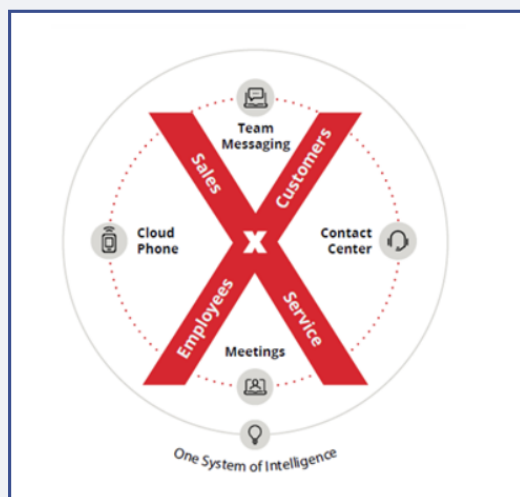 Team
Messaging
Sales
Customers
Cloud
Phone
X
Contact
Center
Employees
Service
Meetings
One System of Intelligence